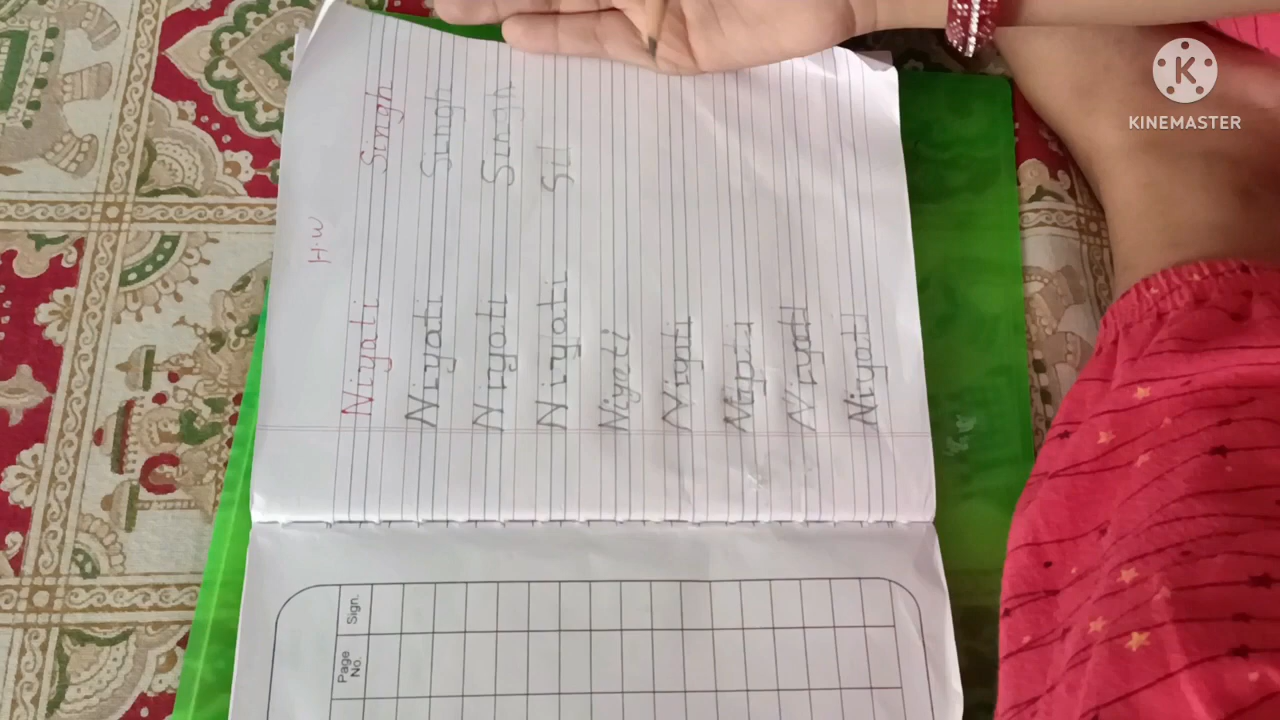 H.W
Niyati Singh
Niyati Singh
Niyati Singh
Niyati Si
Niyati
Niyati
Niyati
Niyati
Niyati
Page No. Sign.
KINEMASTER